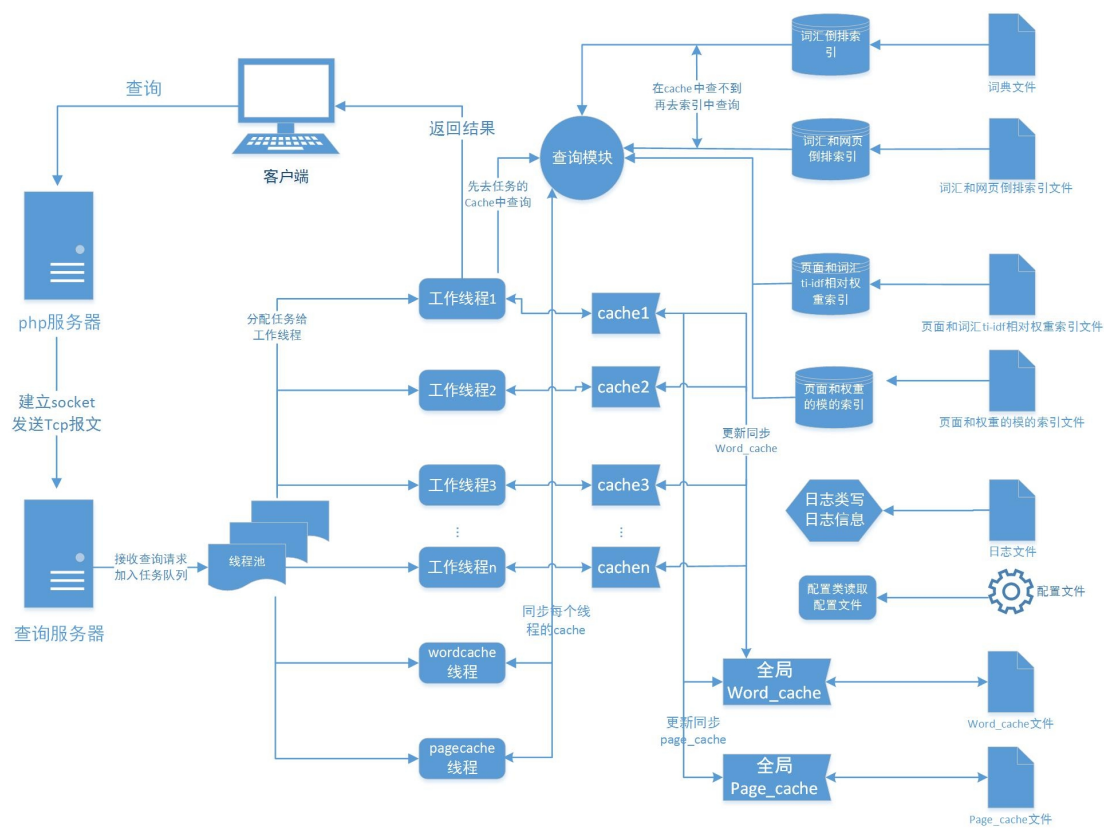 查询
返回结果
客户端
先去任务的
Cache中查询
查询模块
在cache中查不到
再去索引中查询
词汇倒排索
引
词典文件
词汇和网页
倒排索引
词汇和网页倒排索引文件
页面和词汇
ti-idf相对权
重索引
页面和词汇ti-idf相对权重索引文件
页面和权重
的模的索引
页面和权重的模的索引文件
php服务器
建立socket
发送Tcp报文
查询服务器
接收查询请求
加入任务队列
线程池
分配任务给
工作线程
工作线程1
cache1
工作线程2
cache2
更新同步
Word_cache
工作线程3
cache3
⋮
⋮
工作线程n
cachen
日志类写
日志信息
日志文件
配置类读取
配置文件
配置文件
同步每个线
程的cache
wordcache
线程
全局
Word_cache
Word_cache文件
更新同步
page_cache
pagecache
线程
全局
Page_cache
Page_cache文件